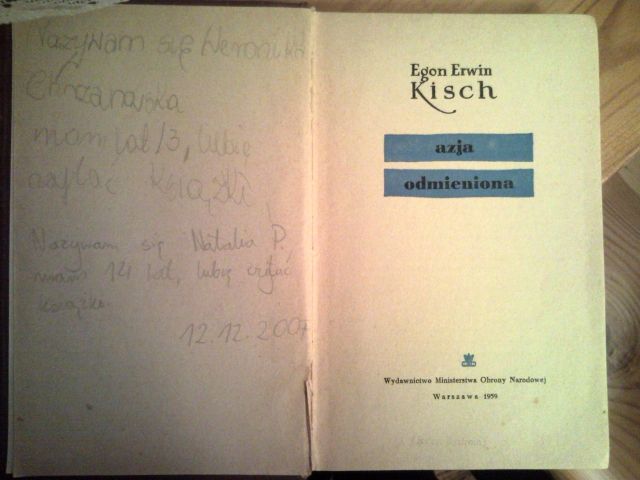 Nazywam się Weronika
Chrzanowska
mam lat 13, lubię
czytać książki!
Nazywam się Natalia P.
mam 14 lat, lubię czytać
książki.
12.12.2007
Egon Erwin
Kisch
azja
odmieniona
Wydawnictwo Ministerstwa Obrony Narodowej
Warszawa 1959